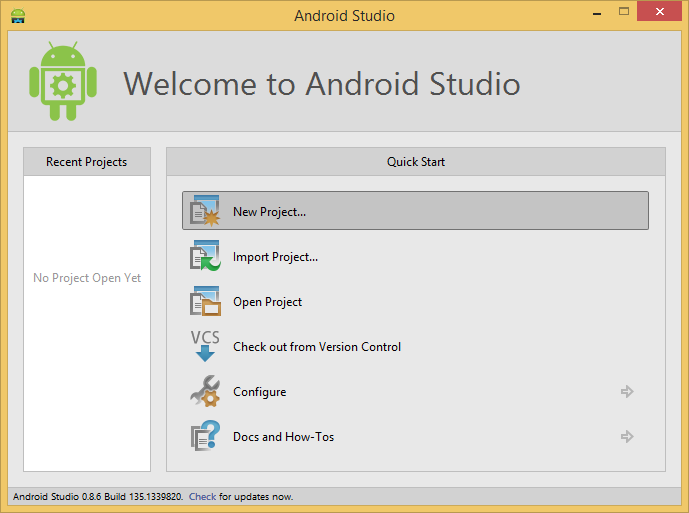 Android Studio
Welcome to Android Studio
Recent Projects
No Project Open Yet
Quick Start
New Project...
Import Project...
Open Project
VCS
Check out from Version Control
Configure
Docs and How-Tos
Android Studio 0.8.6 Build 135.1339820. Check for updates now.